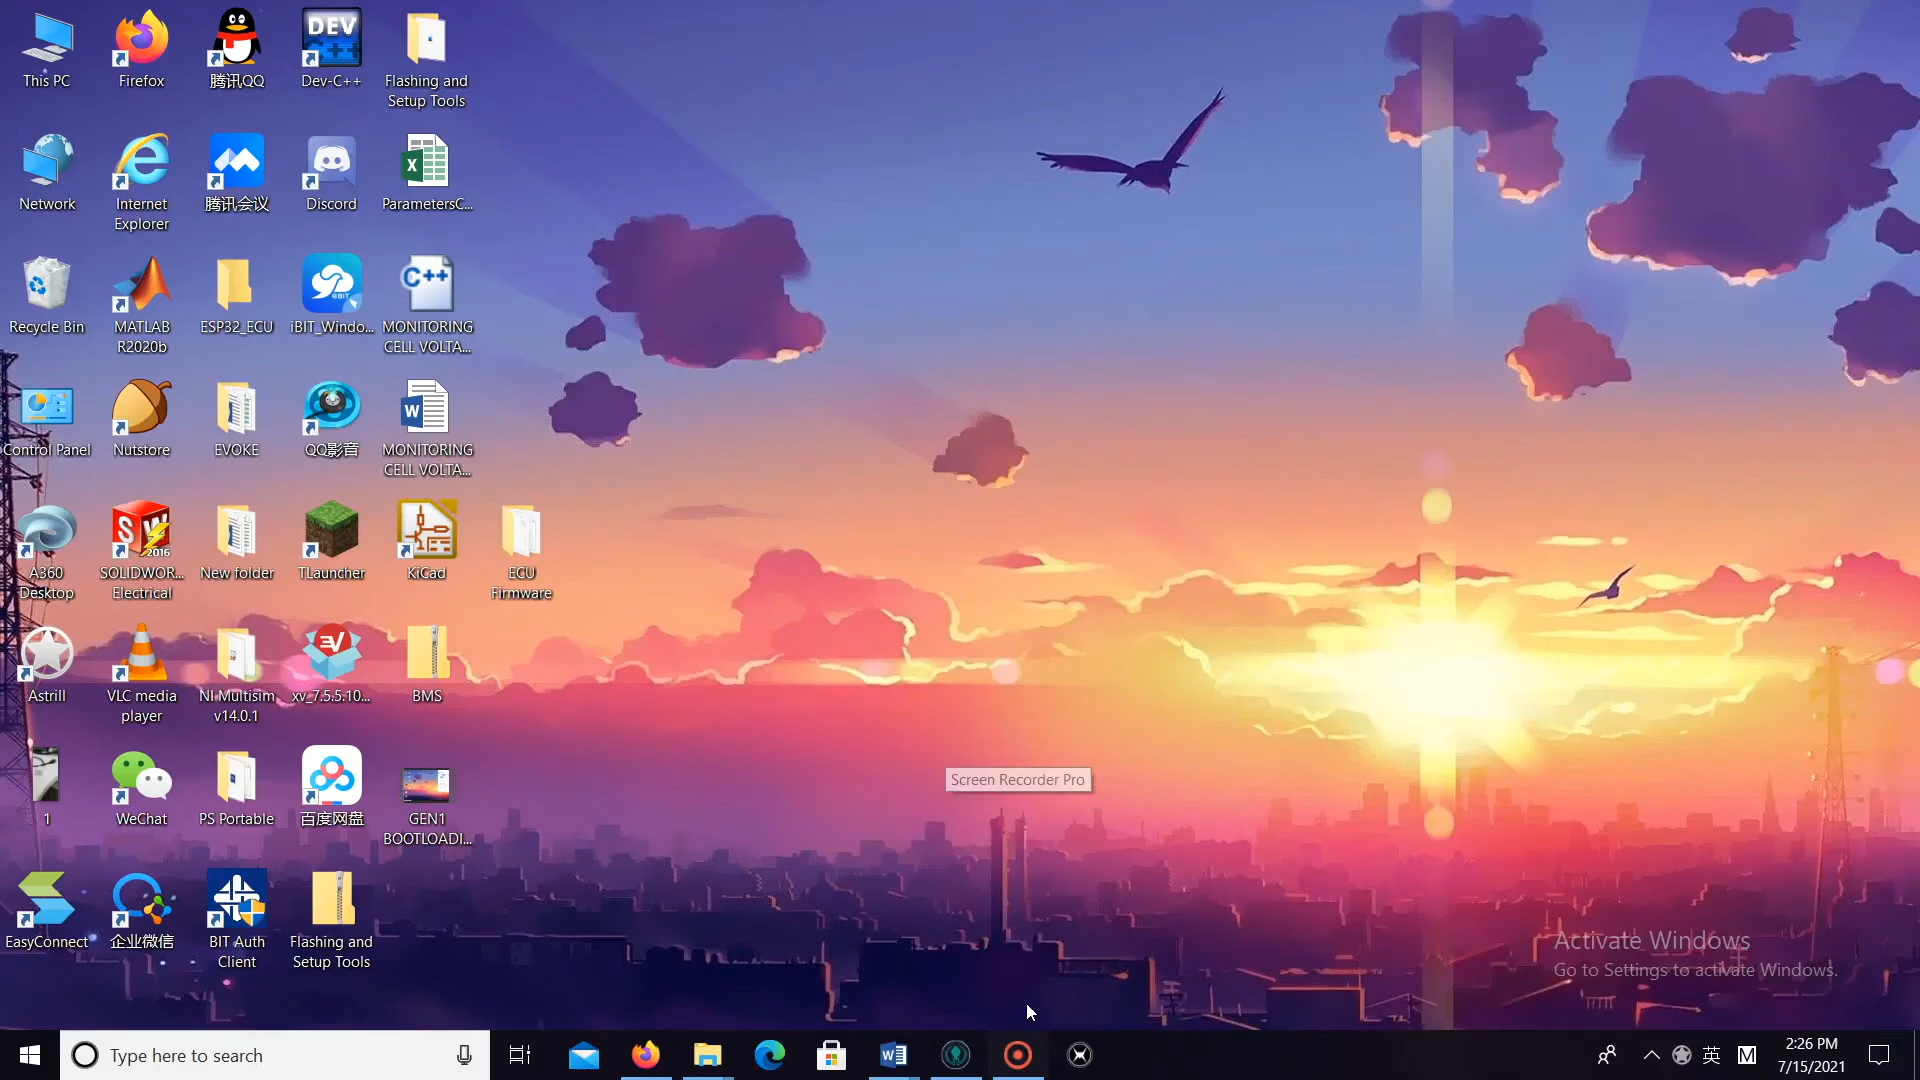 This PC
Firefox
腾讯QQ
DEV
C++
Dev-C++
Flashing and
Setup Tools
Network
Internet
Explorer
腾讯会议
Discord
X
ParametersC...
Recycle Bin
MATLAB
R2020b
ESP32_ECU
@BIT
iBIT_Windo...
C++
MONITORING
CELL VOLTA...
Control Panel
Nutstore
EVOKE
QQ影音
W
MONITORING
CELL VOLTA...
A360
Desktop
SW
2016
SOLIDWOR...
Electrical
New folder
TLauncher
KiCad
ECU
Firmware
Astrill
VLC media
player
NI Multisim
v14.0.1
xv_7.5.5.10...
BMS
1
WeChat
PS Portable
百度网盘
GEN1
BOOTLOADI...
EasyConnect
企业微信
BIT Auth
Client
Flashing and
Setup Tools
Screen Recorder Pro
Activate Windows
Go to Settings to activate Windows.
Type here to search
W
英
M
2:26 PM
7/15/2021